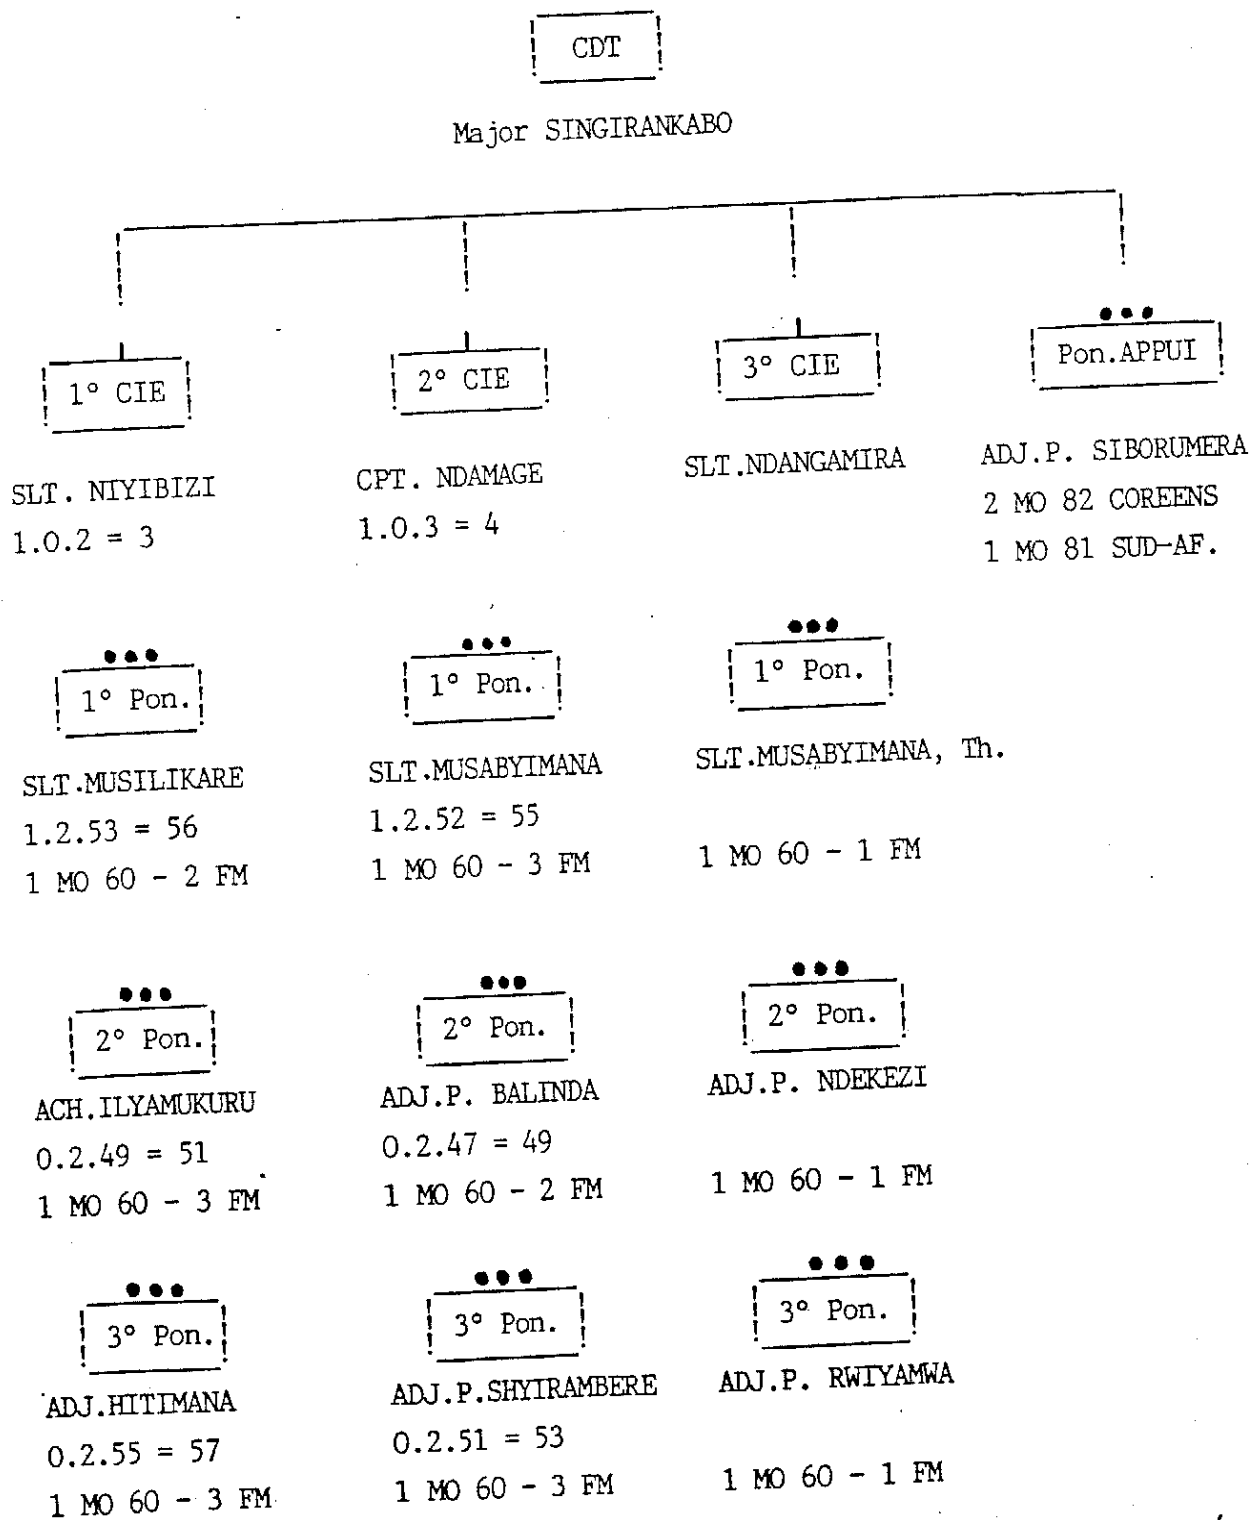 CDT
Major SINGIRANKABO
1° CIE
SLT. NIYIBIZI
1.0.2 = 3
2° CIE
CPT. NDAMAGE
1.0.3 = 4
3° CIE
SLT.NDANGAMIRA
Pon.APPUI
ADJ.P. SIBORUMERA
2 MO 82 COREENS
1 MO 81 SUD-AF.
1° Pon.
SLT.MUSILIKARE
1.2.53 = 56
1 MO 60 - 2 FM
1° Pon.
SLT.MUSABYIMANA
1.2.52 = 55
1 MO 60 - 3 FM
1° Pon.
SLT.MUSABYIMANA, Th.
1 MO 60 - 1 FM
2° Pon.
ACH.ILYAMUKURU
0.2.49 = 51
1 MO 60 - 3 FM
2° Pon.
ADJ.P. BALINDA
0.2.47 = 49
1 MO 60 - 2 FM
2° Pon.
ADJ.P. NDEKEZI
1 MO 60 - 1 FM
3° Pon.
ADJ.HITIMANA
0.2.55 = 57
1 MO 60 - 3 FM
3° Pon.
ADJ.P.SHYIRAMBERE
0.2.51 = 53
1 MO 60 - 3 FM
3° Pon.
ADJ.P. RWIYAMWA
1 MO 60 - 1 FM